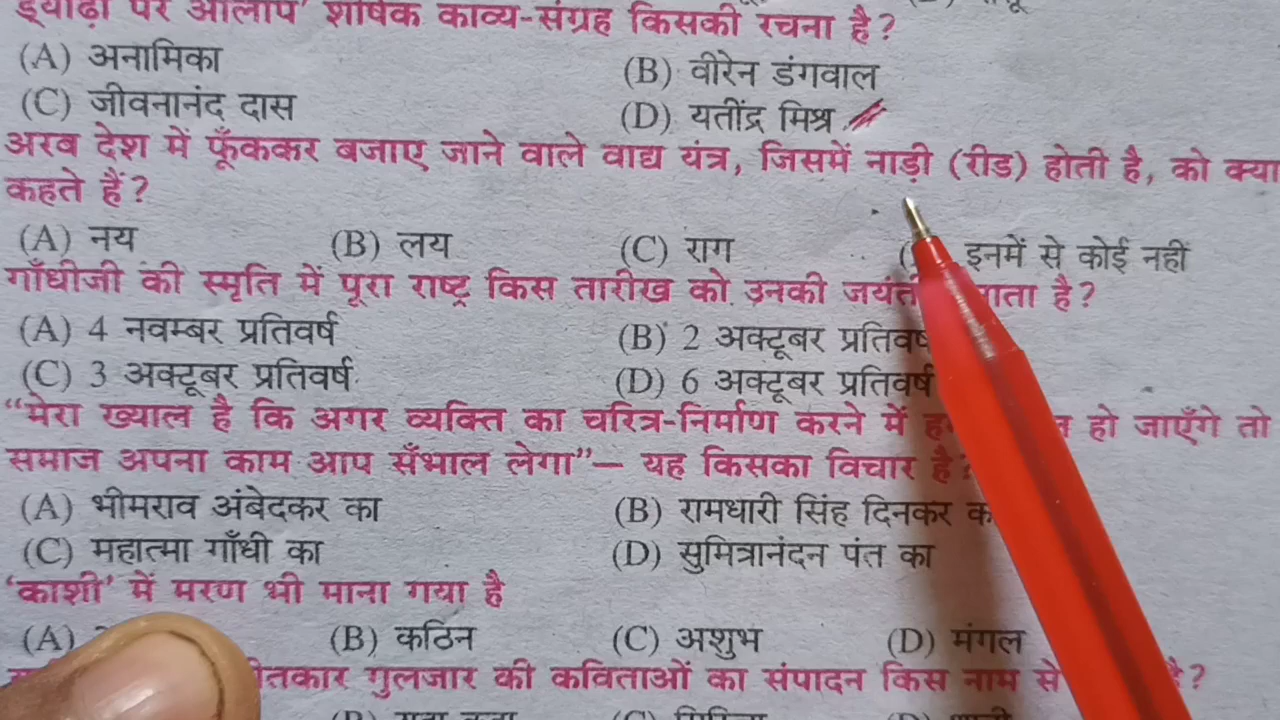 ड्योढ़ी पर आलाप' शीर्षक काव्य-संग्रह किसकी रचना है?
(A) अनामिका (B) वीरेन डंगवाल
(C) जीवनानंद दास (D) यतींद्र मिश्र
अरब देश में फूँककर बजाए जाने वाले वाद्य यंत्र, जिसमें नाड़ी (रीड) होती है, को क्या
कहते हैं?
(A) नय (B) लय (C) राग इनमें से कोई नहीं
गाँधीजी की स्मृति में पूरा राष्ट्र किस तारीख को उनकी है?
(A) 4 नवम्बर प्रतिवर्ष (B) 2 अक्टूबर प्रतिवर्ष
(C) 3 अक्टूबर प्रतिवर्ष (D) 6 अक्टूबर प्रतिवर्ष
“मेरा ख्याल है कि अगर व्यक्ति का चरित्र-निर्माण करने में हो जाएँगे तो
समाज अपना काम आप सँभाल लेगा”— यह किसका विचार है?
(A) भीमराव अंबेदकर का (B) रामधारी सिंह दिनकर
(C) महात्मा गाँधी का (D) सुमित्रानंदन पंत का
‘काशी’ में मरण भी माना गया है
(A) (B) कठिन (C) अशुभ (D) मंगल
गुलजार की कविताओं का संपादन किस नाम से है?